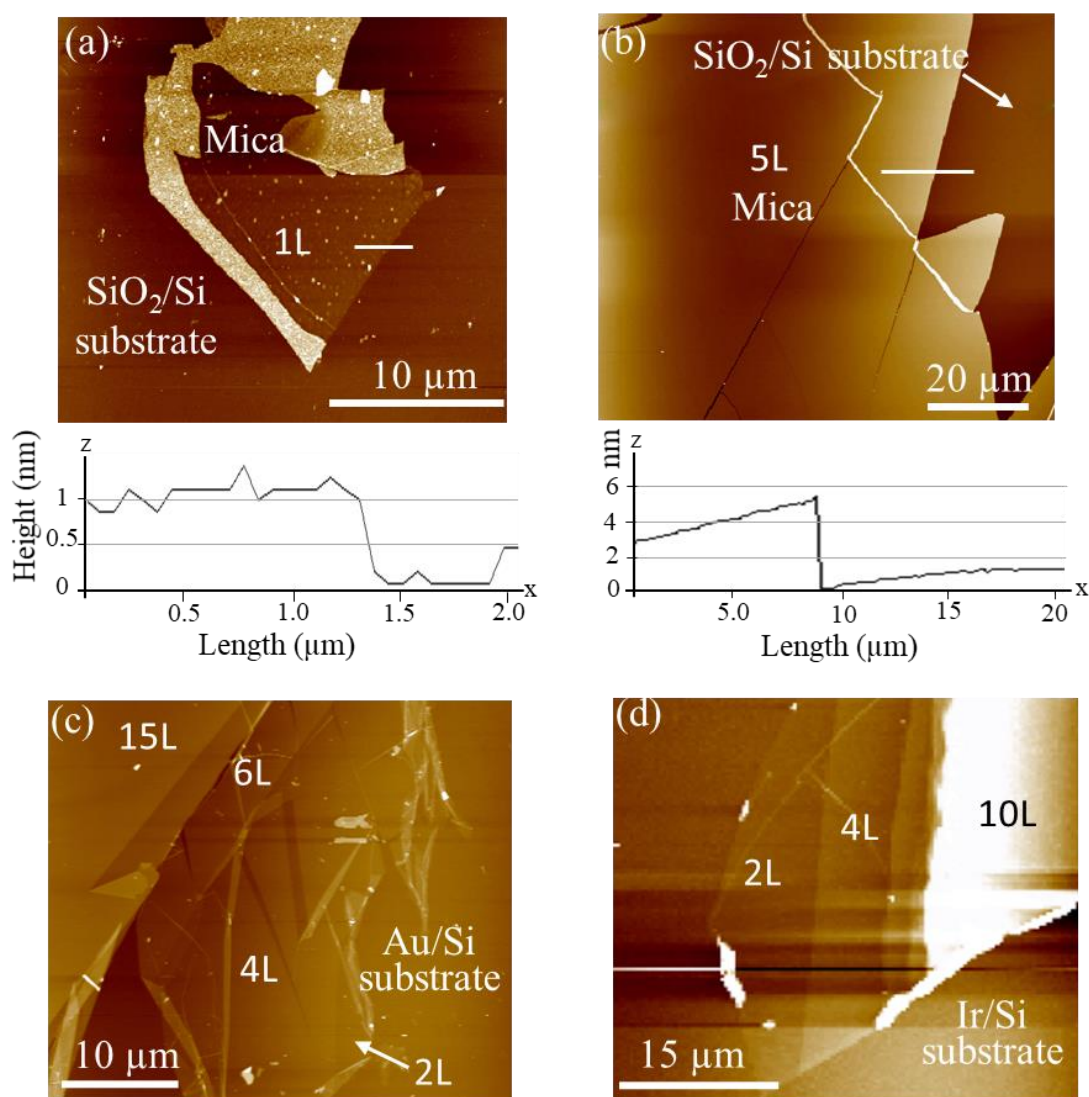 (a)
Mica
1L
SiO₂/Si
substrate
10 µm
(b)
SiO₂/Si substrate
5L
Mica
20 µm
Height (nm)
z
1
0.5
0
0.5
1.0
1.5
2.0
x
Length (µm)
nm
z
6
4
2
0
5.0
10
15
20
x
Length (µm)
(c)
15L
6L
4L
Au/Si
substrate
10 µm
2L
(d)
4L
10L
2L
Ir/Si
substrate
15 µm